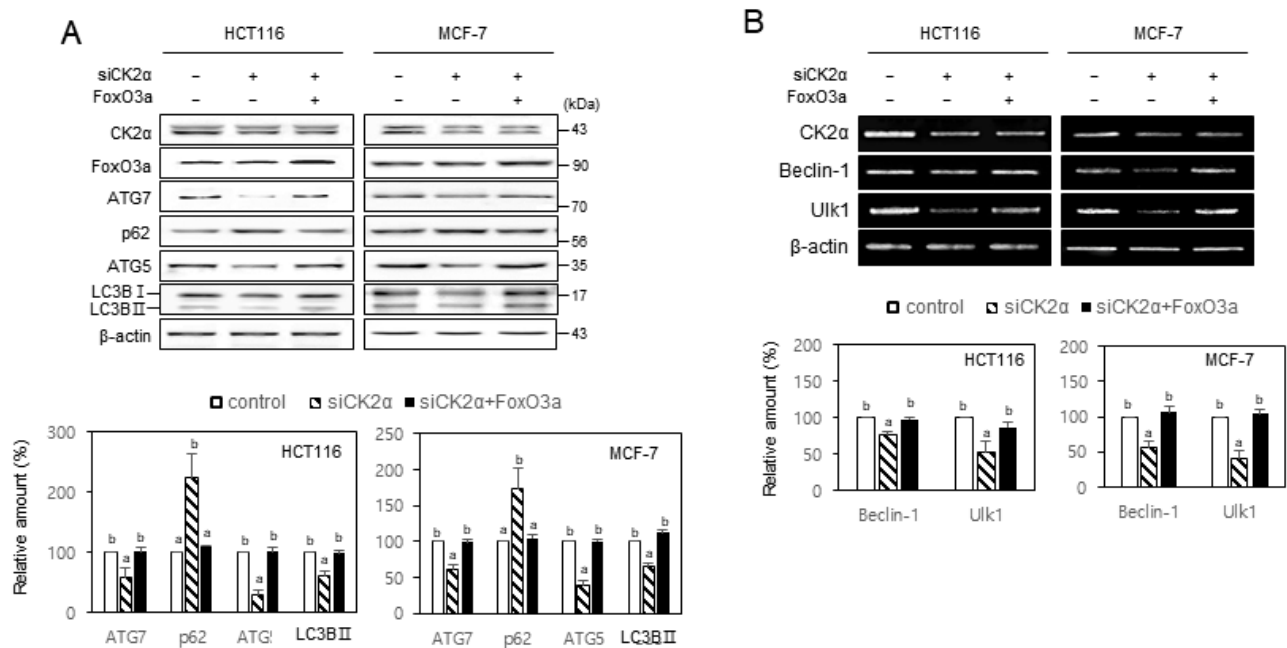 A
HCT116 MCF-7
siCK2α − + + − + +
FoxO3a − − + − − + (kDa)
CK2α 43
FoxO3a 90
ATG7 70
p62 56
ATG5 35
LC3B Ⅰ 17
LC3B Ⅱ
β-actin 43
control siCK2α siCK2α+FoxO3a
Relative amount (%)
300
200
100
0
HCT116
b a b a b a b a b b a b
ATG7 p62 ATG5 LC3BⅡ
250
200
150
100
50
0
MCF-7
b a b a b a b a b b a b
ATG7 p62 ATG5 LC3BⅡ
B
HCT116 MCF-7
siCK2α − + + − + +
FoxO3a − − + − − +
CK2α
Beclin-1
Ulk1
β-actin
control siCK2α siCK2α+FoxO3a
Relative amount (%)
200
150
100
50
0
HCT116
b a b b a b
Beclin-1 Ulk1
200
150
100
50
0
MCF-7
b a b b a b
Beclin-1 Ulk1